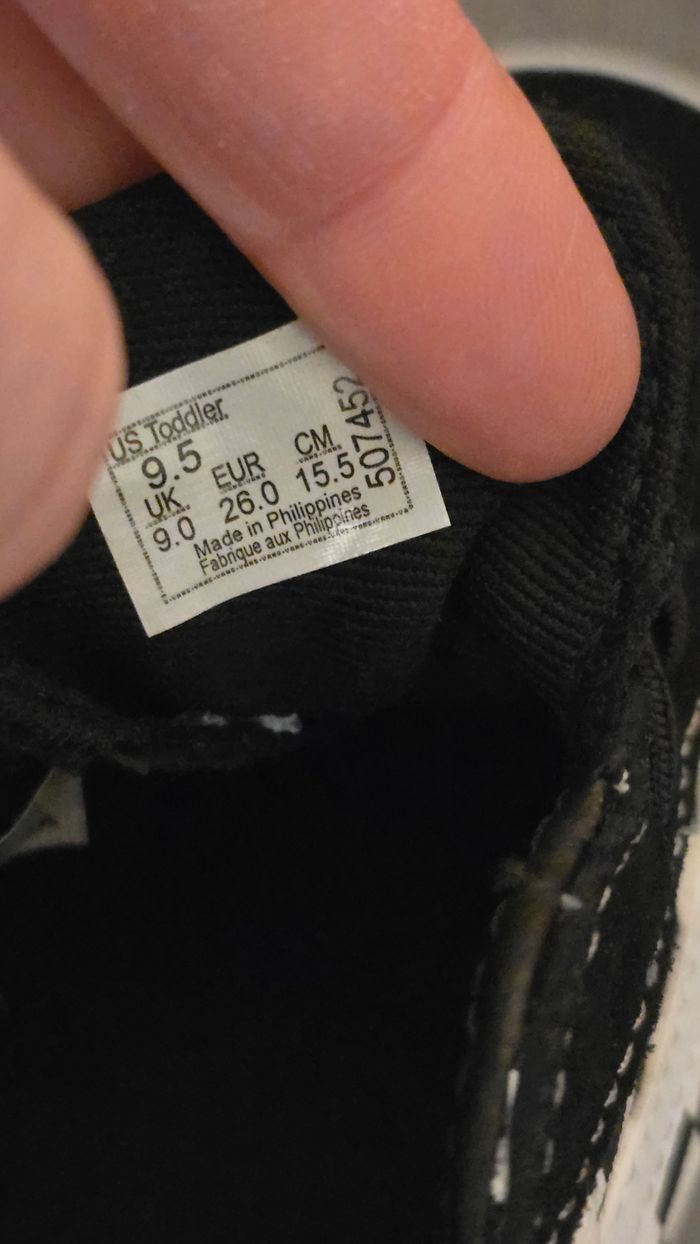 US Toddler
9.5
UK EUR CM
9.0 26.0 15.5
Made in Philippines
Fabrique aux Philippines
507452